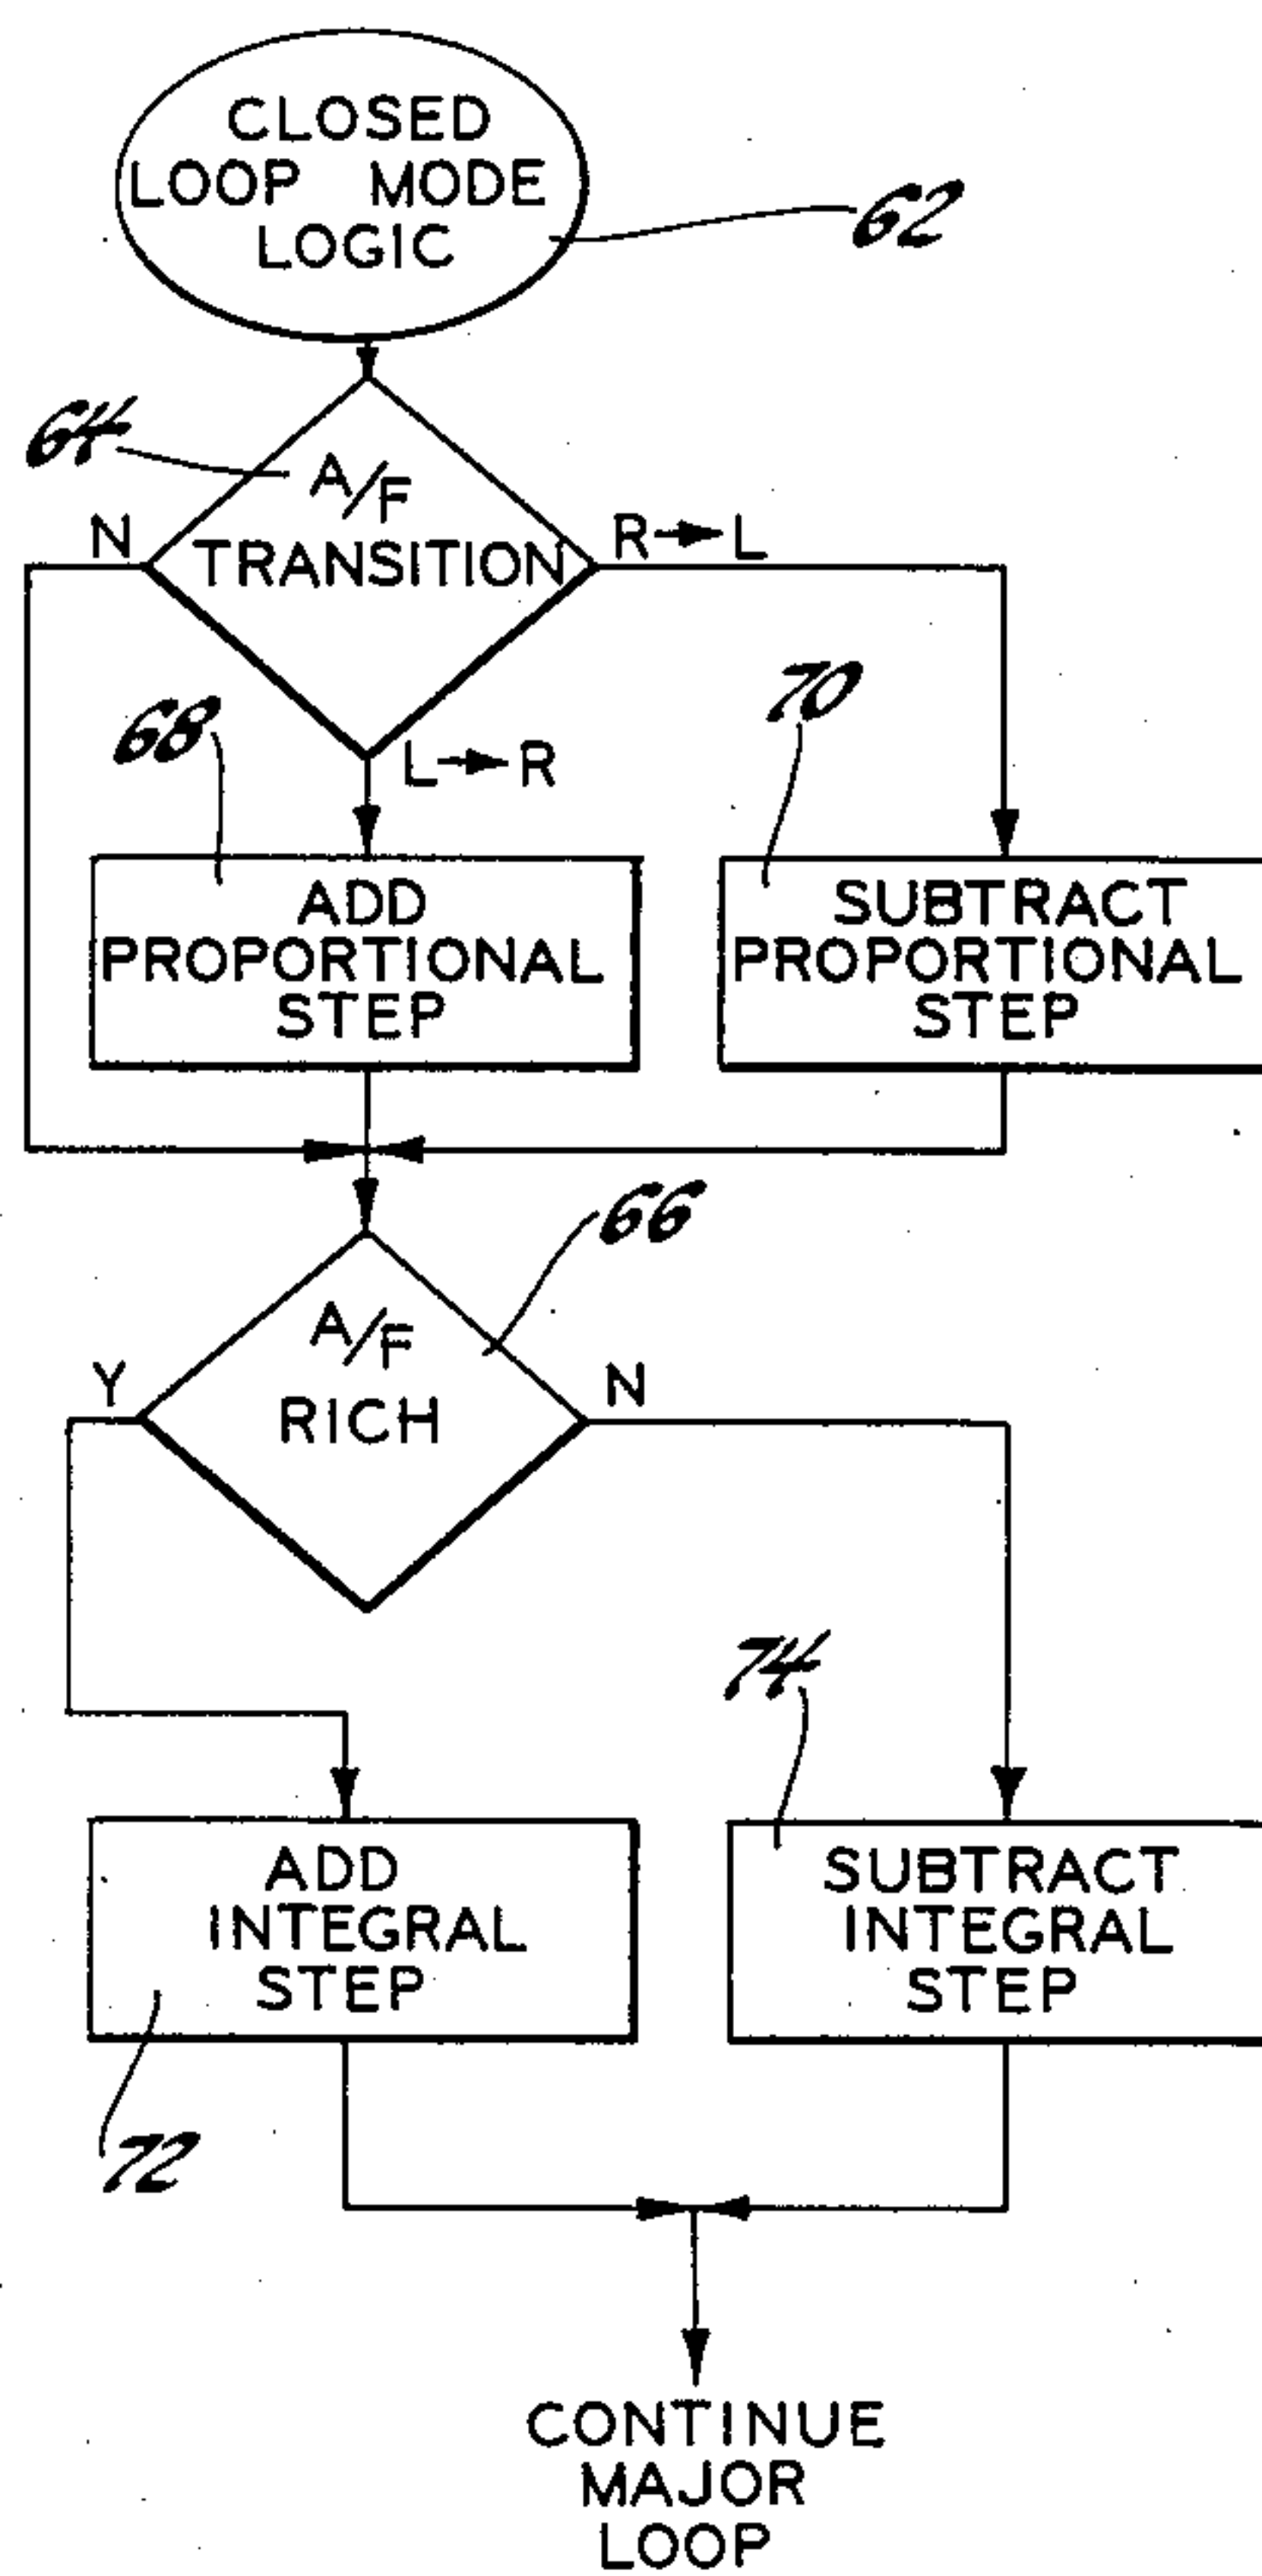 CLOSED
LOOP MODE
LOGIC
62
64
A/F
TRANSITION
N
R→L
68
70
L→R
ADD
PROPORTIONAL
STEP
SUBTRACT
PROPORTIONAL
STEP
66
A/F
RICH
Y
N
74
ADD
INTEGRAL
STEP
SUBTRACT
INTEGRAL
STEP
72
CONTINUE
MAJOR
LOOP